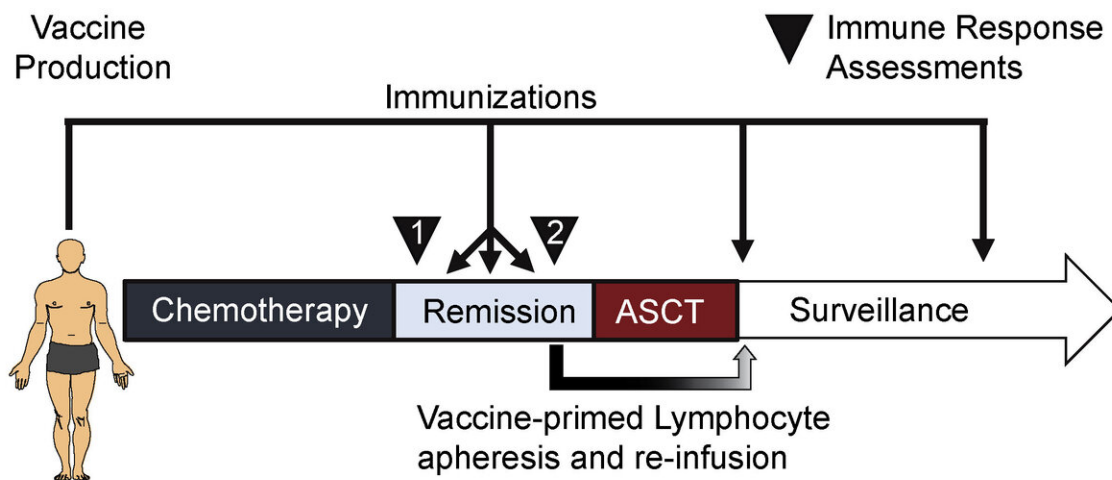 Vaccine
Production
Immune Response
Assessments
Immunizations
1
2
Chemotherapy
Remission
ASCT
Surveillance
Vaccine-primed Lymphocyte
apheresis and re-infusion